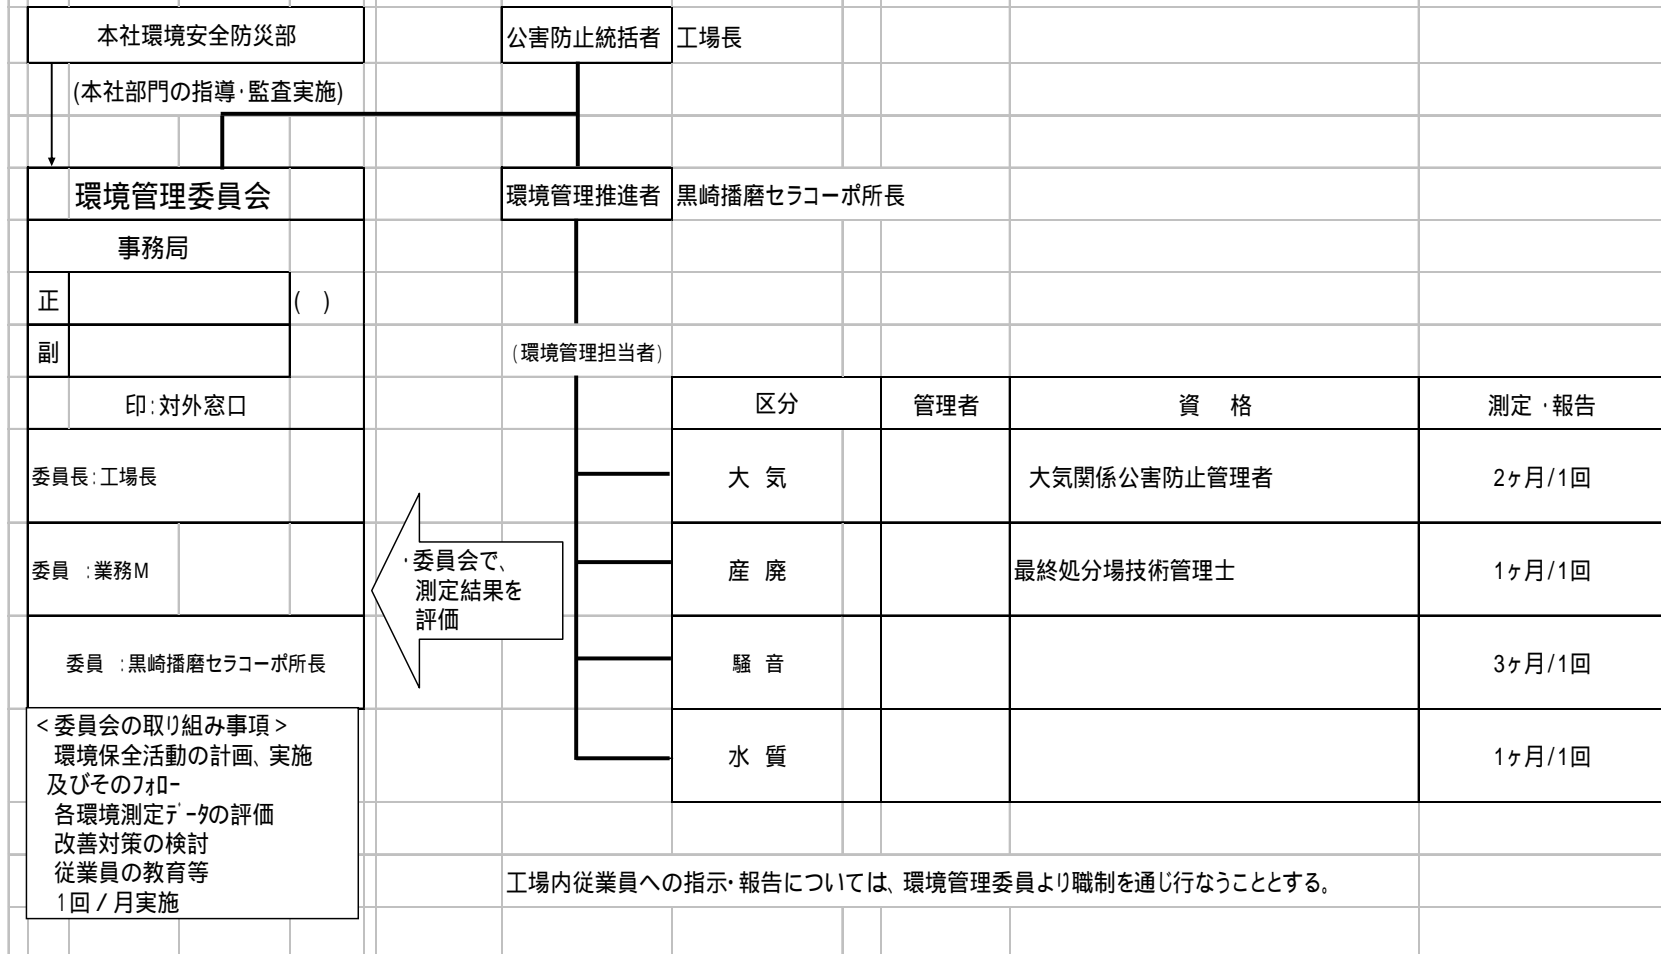 本社環境安全防災部
公害防止統括者 工場長
(本社部門の指導・監査実施)
環境管理委員会
環境管理推進者 黒崎播磨セラコーポ所長
事務局
正 ( )
副
(環境管理担当者)
印:対外窓口
区分 管理者 資 格 測定・報告
委員長:工場長
大 気 大気関係公害防止管理者 2ヶ月/1回
・委員会で、
測定結果を
評価
委員 :業務M
産 廃 最終処分場技術管理士 1ヶ月/1回
委員 :黒崎播磨セラコーポ所長
騒 音 3ヶ月/1回
水 質 1ヶ月/1回
<委員会の取り組み事項>
環境保全活動の計画、実施
及びそのフォロー
各環境測定データの評価
改善対策の検討
従業員の教育等
1回/月実施
工場内従業員への指示・報告については、環境管理委員より職制を通じ行なうこととする。